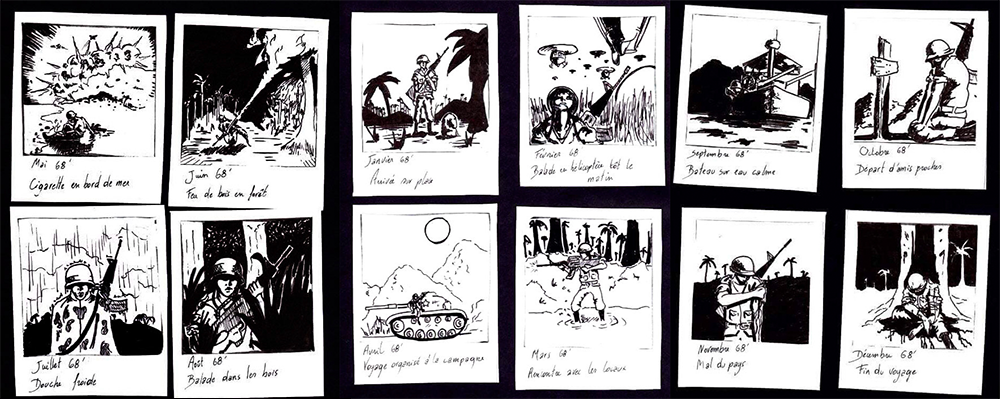 Mai 68'
Cigarette en bord de mer
Juin 68'
Feu de bois en forêt
Janvier 68'
Arrivée sur place
Février 68
Balade en hélicoptère tôt le
matin
Septembre 68'
Bateau sur eau calme
Octobre 68'
Départ d'amis proches
Juillet 68'
Douche froide
Août 68'
Balade dans les bois
Avril 68'
Voyage organisé à la campagne
Mars 68'
Rencontre avec les locaux
Novembre 68'
Mal du pays
Décembre 68'
Fin du voyage